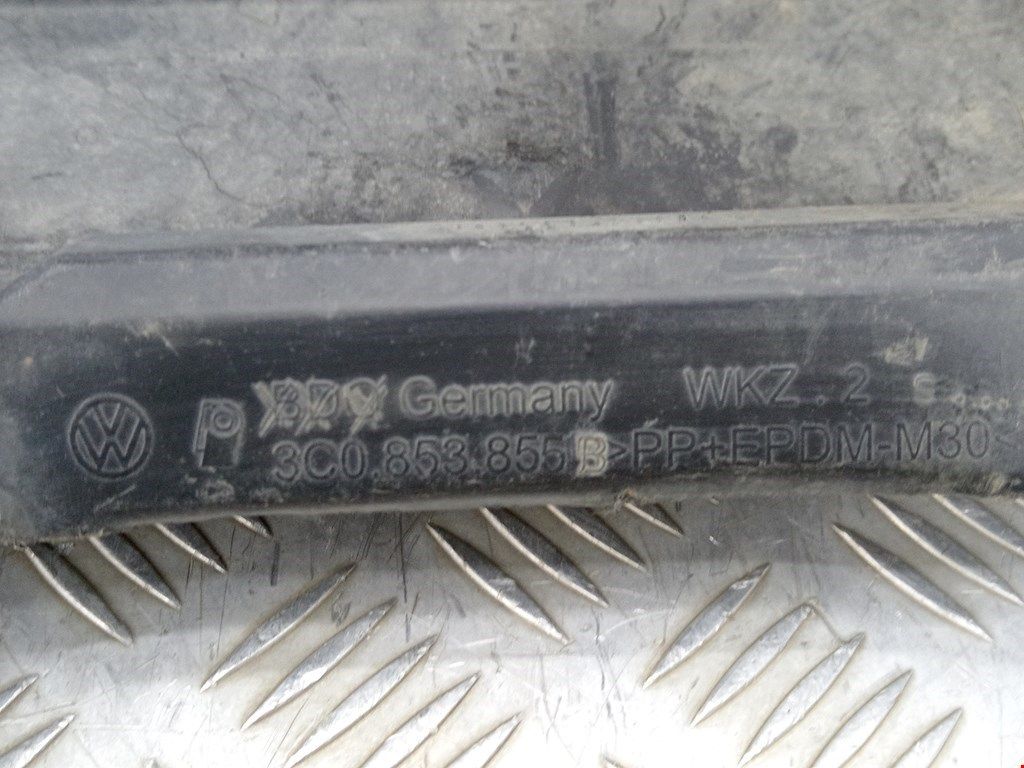 Germany WKZ . 2
3C0.853.855 B >PP+EPDM-M30<